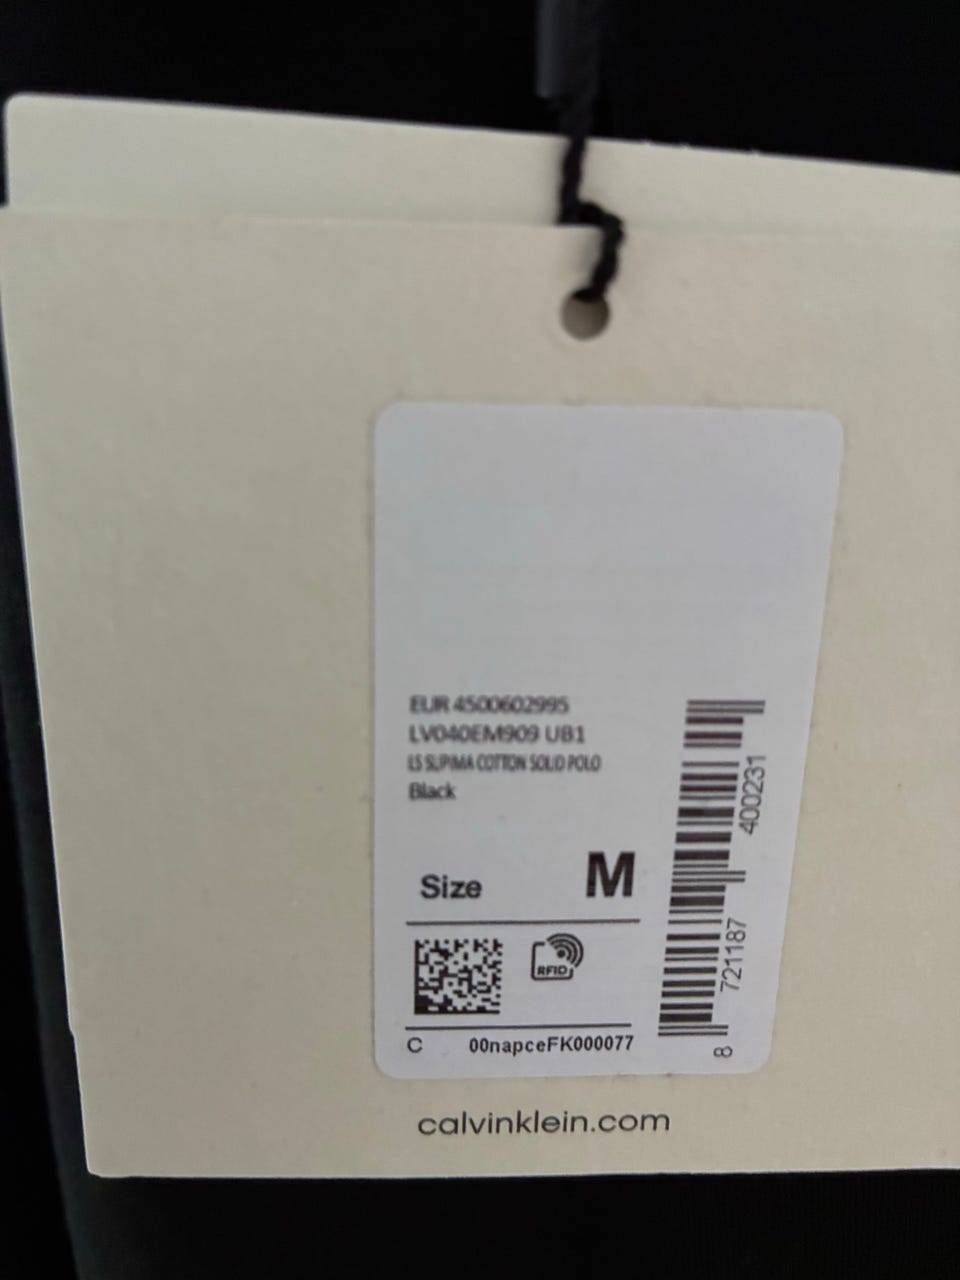 EUR 4500602995
LV040EM909 UB1
LS SUPIMA COTTON SOLID POLO
Black
Size M
RFID
C 00napceFK000077
8 721187 400231
calvinklein.com